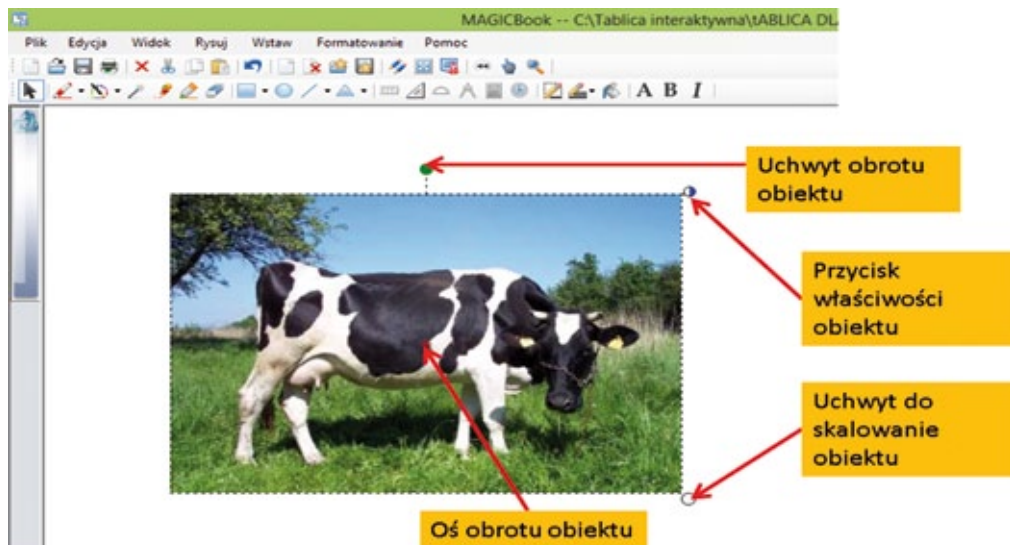 MAGICBook -- C:\Tablica interaktywna\tABLICA DL
Plik Edycja Widok Rysuj Wstaw Formatowanie Pomoc
A B I
Uchwyt obrotu
obiektu
Przycisk
właściwości
obiektu
Uchwyt do
skalowanie
obiektu
Oś obrotu obiektu